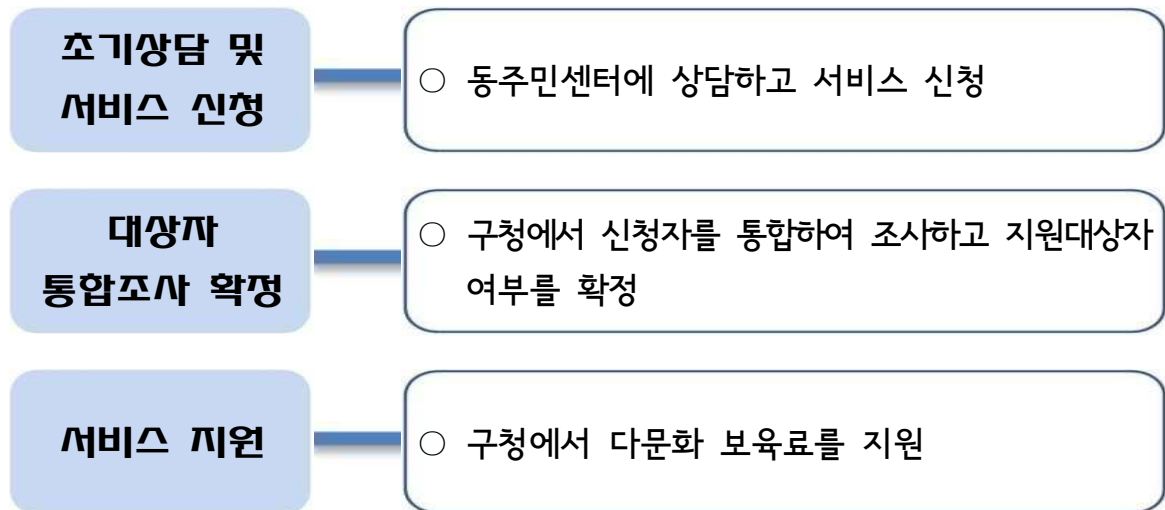 초기상담 및
서비스 신청
○ 동주민센터에 상담하고 서비스 신청
대상자
통합조사 확정
○ 구청에서 신청자를 통합하여 조사하고 지원대상자
여부를 확정
서비스 지원
○ 구청에서 다문화 보육료를 지원